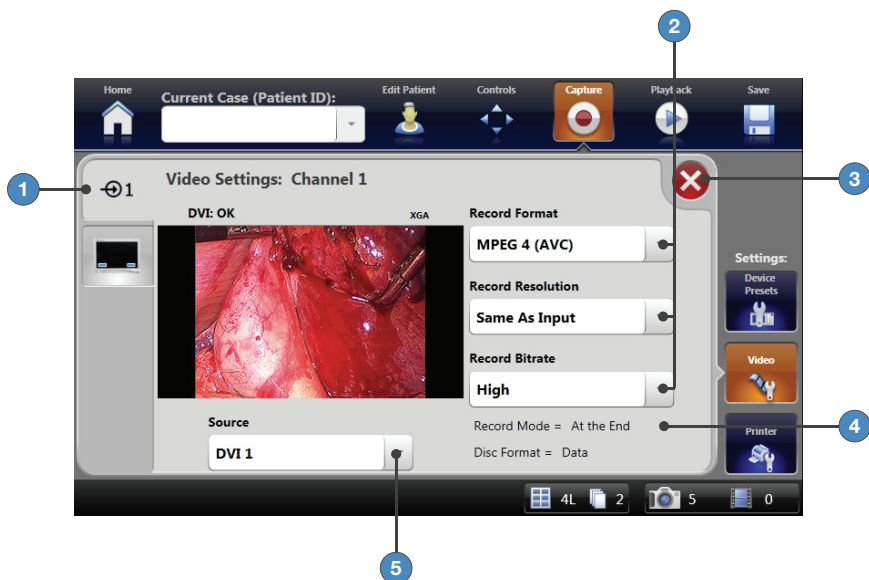 2
Home
Current Case (Patient ID):
Edit Patient
Controls
Capture
Playback
Save
1
1
Video Settings: Channel 1
3
DVI: OK
XGA
Record Format
MPEG 4 (AVC)
Settings:
Device
Presets
Record Resolution
Same As Input
Record Bitrate
Video
High
Source
Record Mode = At the End
4
Printer
DVI 1
Disc Format = Data
4L
2
5
0
5